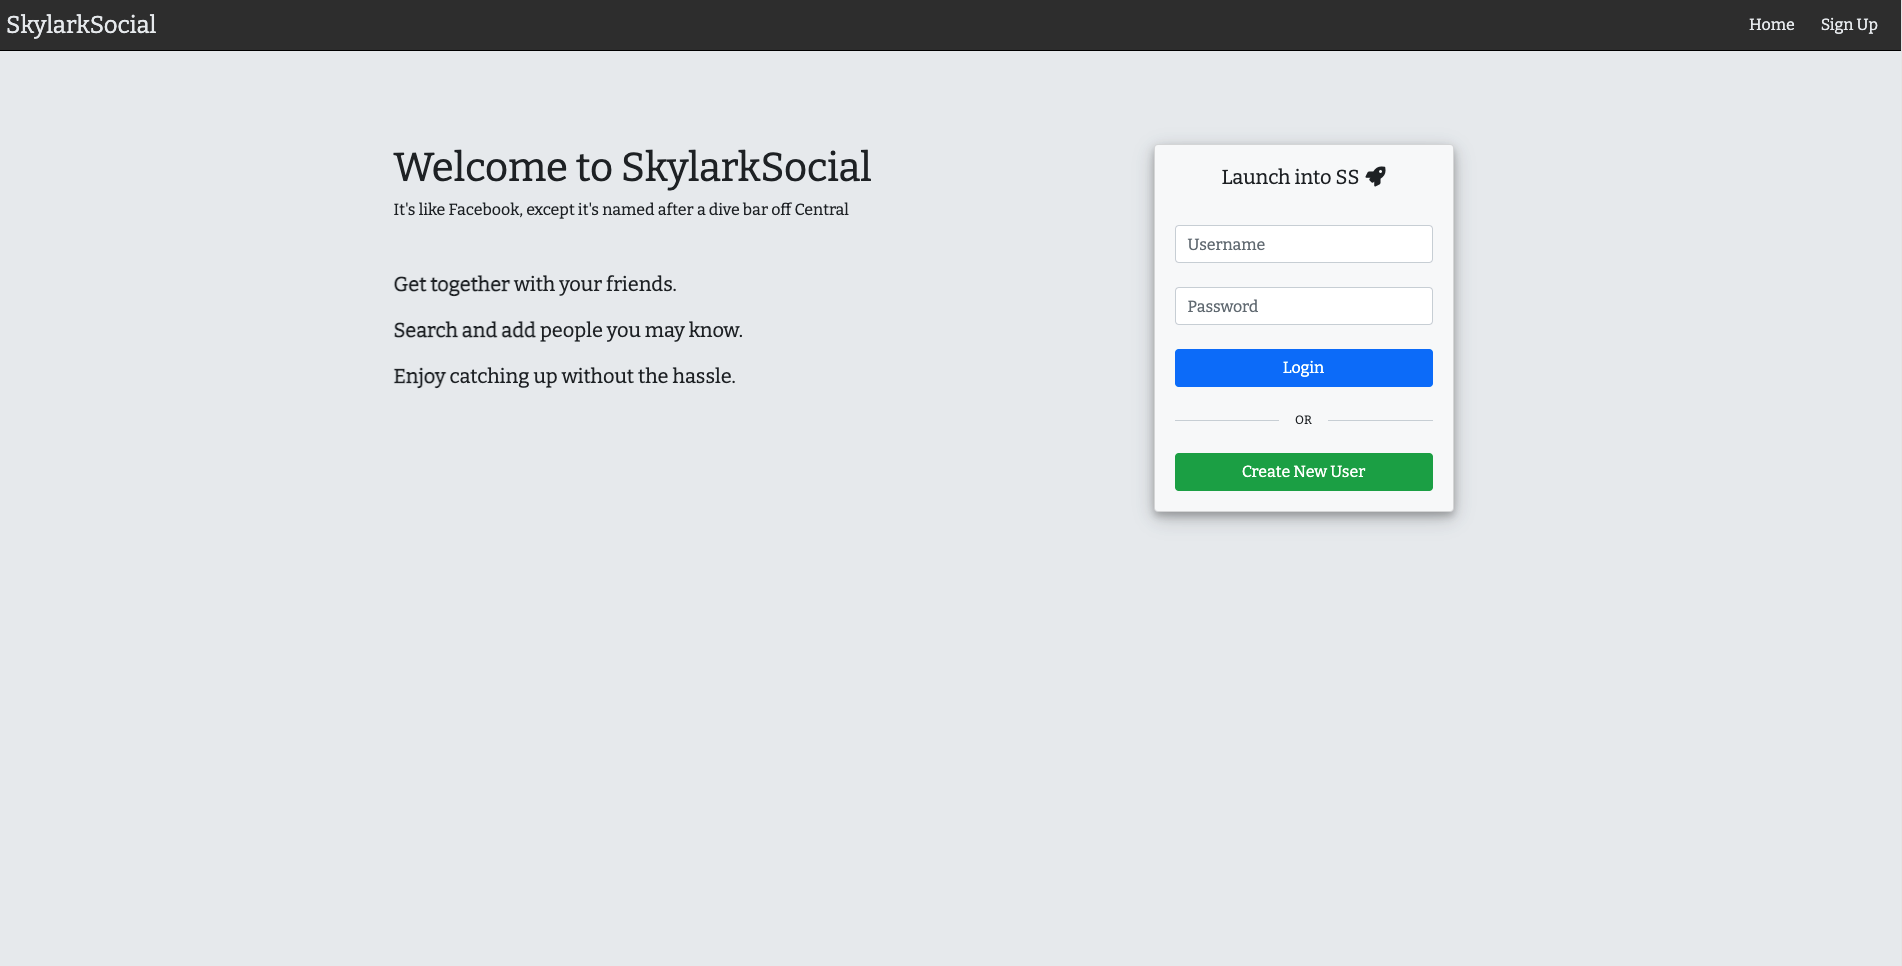 SkylarkSocial
Home
Sign Up
Welcome to SkylarkSocial
It's like Facebook, except it's named after a dive bar off Central
Get together with your friends.
Search and add people you may know.
Enjoy catching up without the hassle.
Launch into SS
Username
Password
Login
OR
Create New User